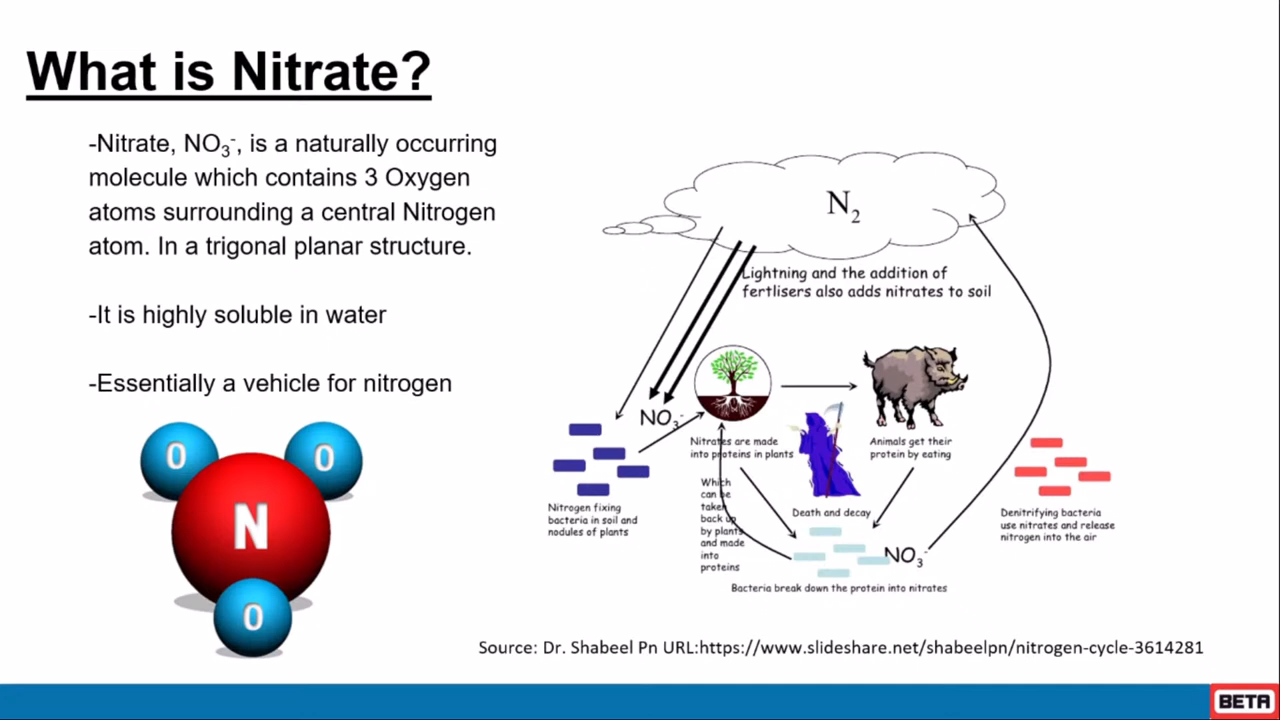 What is Nitrate?
-Nitrate, NO₃⁻, is a naturally occurring
molecule which contains 3 Oxygen
atoms surrounding a central Nitrogen
atom. In a trigonal planar structure.
-It is highly soluble in water
-Essentially a vehicle for nitrogen
O
O
N
O
N₂
Lightning and the addition of
fertlisers also adds nitrates to soil
NO₃⁻
Nitrogen fixing
bacteria in soil and
nodules of plants
Nitrates are made
into proteins in plants
Animals get their
protein by eating
Which
can be
taken
back up
by plants
and made
into
proteins
Death and decay
NO₃⁻
Bacteria break down the protein into nitrates
Denitrifying bacteria
use nitrates and release
nitrogen into the air
Source: Dr. Shabeel Pn URL:https://www.slideshare.net/shabeelpn/nitrogen-cycle-3614281
BETA